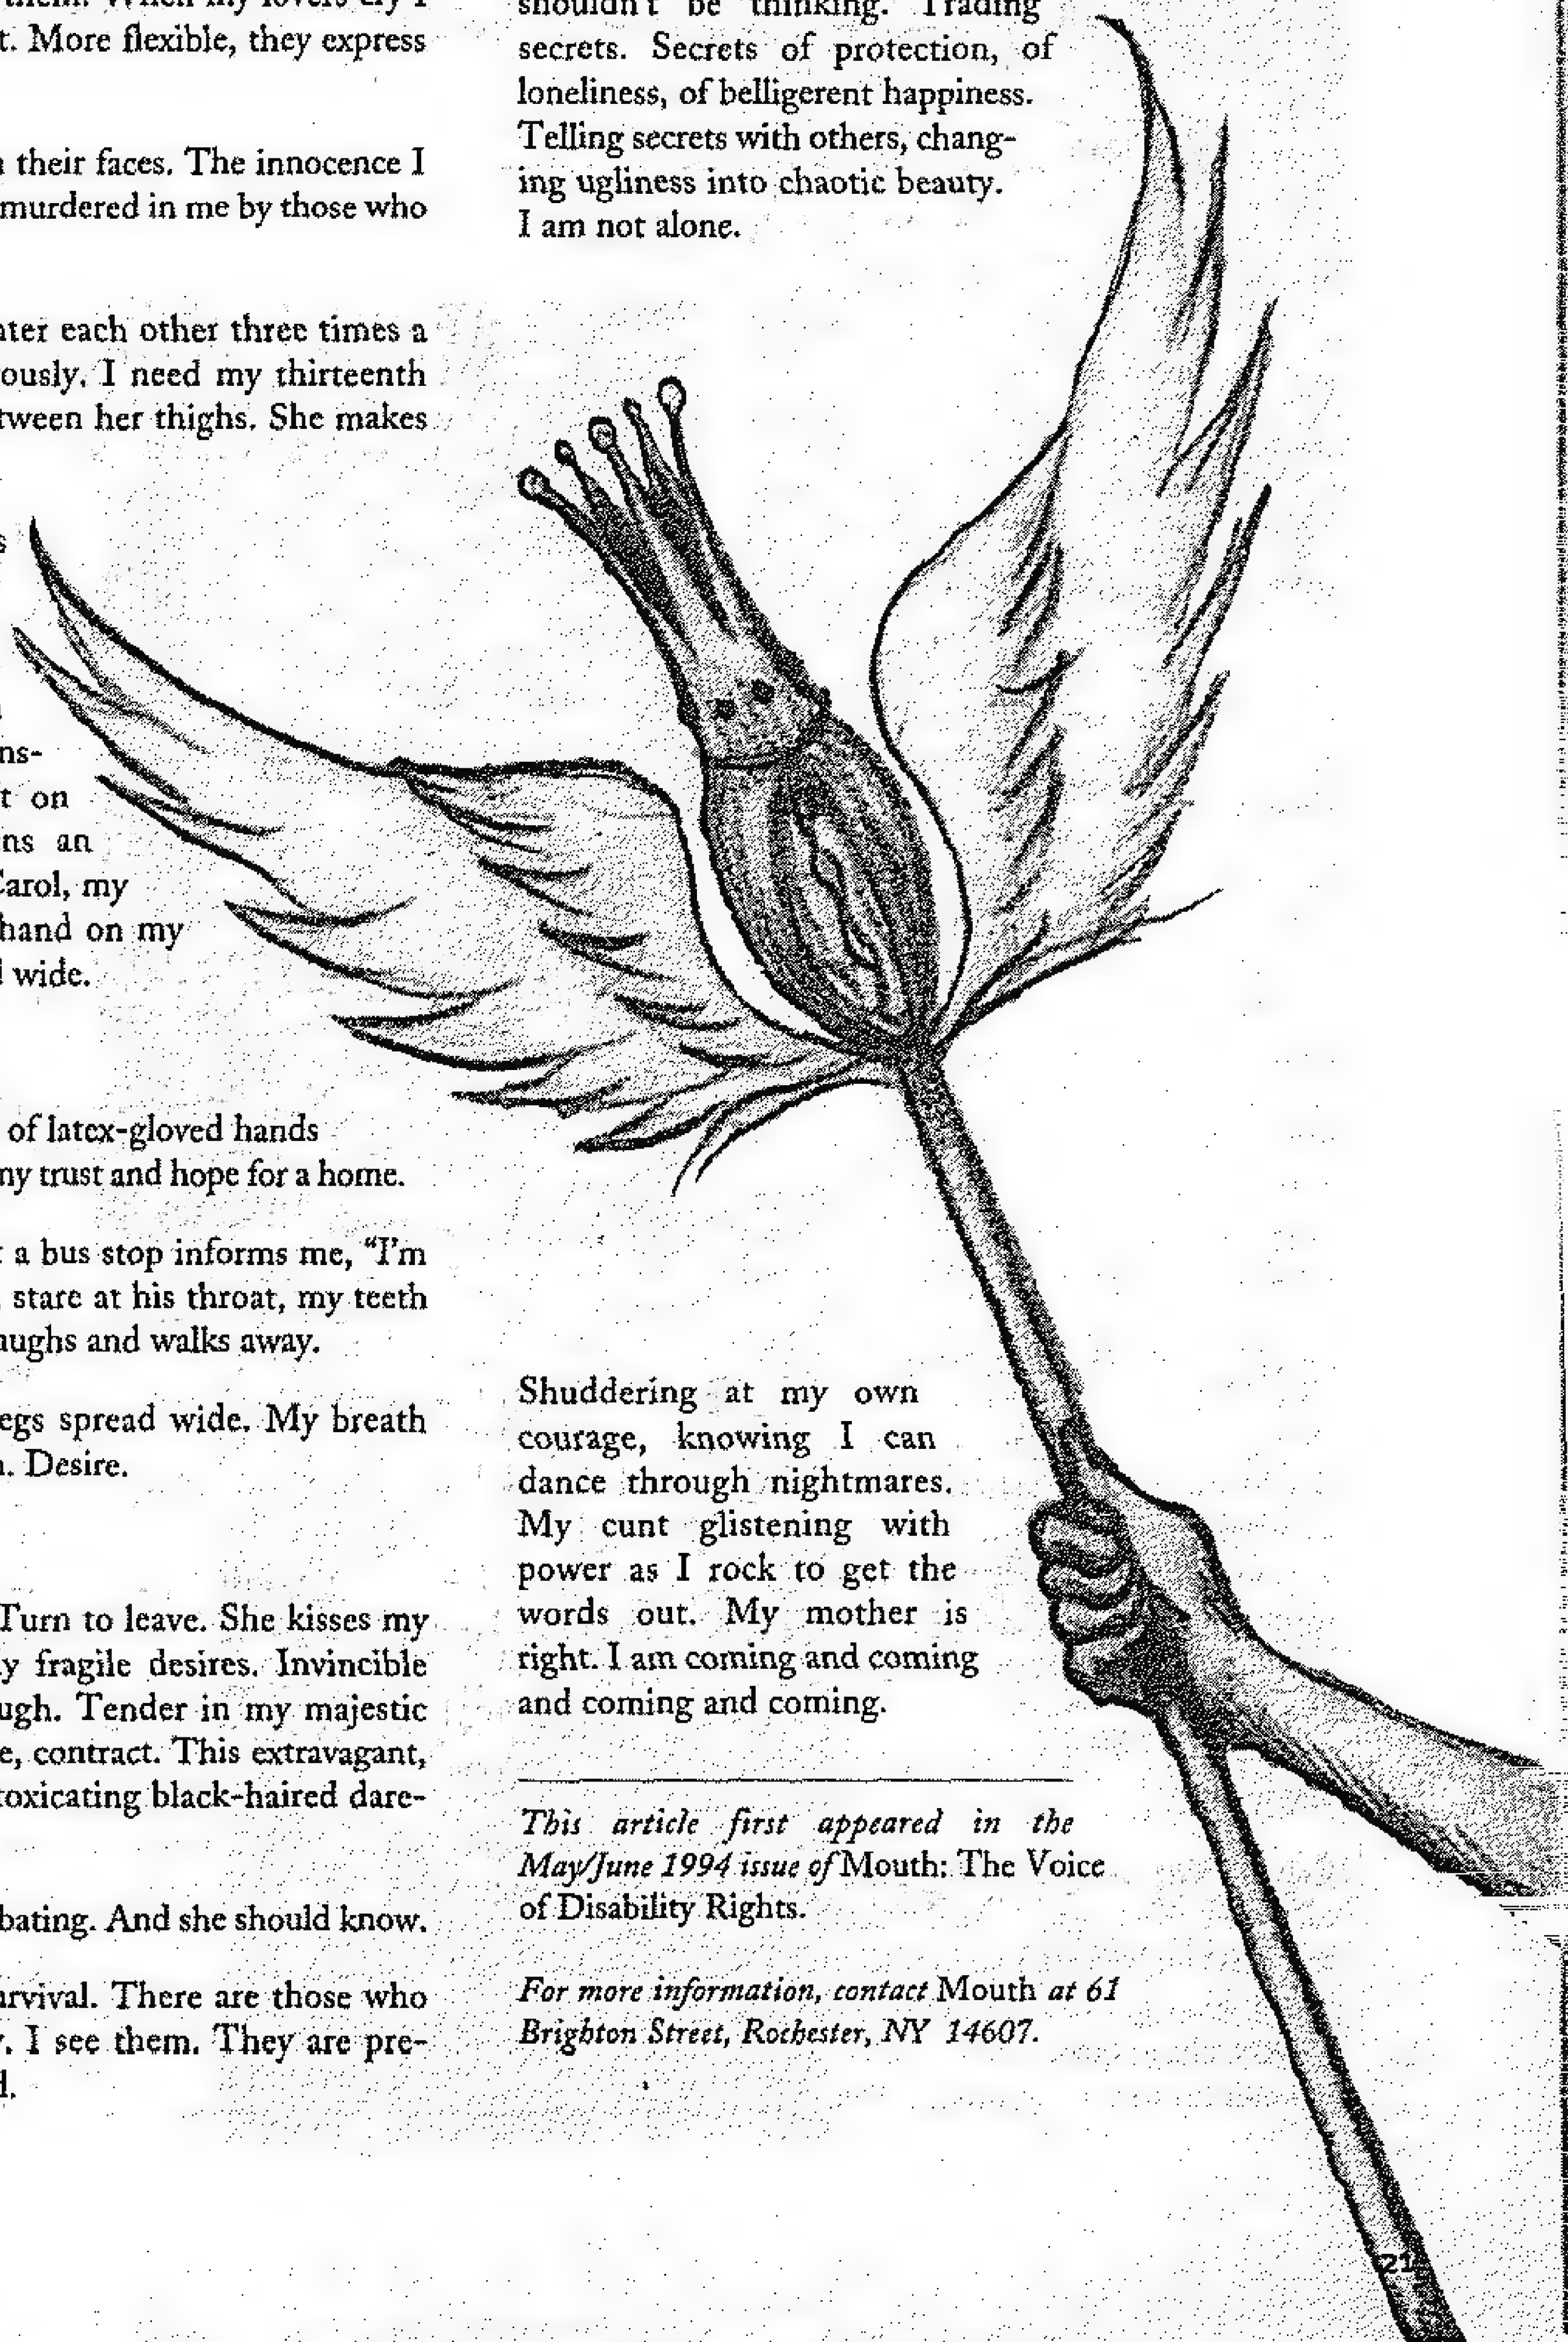 t. More flexible, they express
their faces. The innocence I
murdered in me by those who
ater each other three times a
ously. I need my thirteenth
tween her thighs. She makes
s
ns-
t on
ns an
Carol, my
hand on my
wide.
of latex-gloved hands
ny trust and hope for a home.
a bus stop informs me, “I’m
stare at his throat, my teeth
aughs and walks away.
egs spread wide. My breath
. Desire.
Turn to leave. She kisses my
y fragile desires. Invincible
ugh. Tender in my majestic
e, contract. This extravagant,
toxicating black-haired dare-
bating. And she should know.
urvival. There are those who
. I see them. They are pre-
d.
shouldn't be thinking. Trading
secrets. Secrets of protection, of
loneliness, of belligerent happiness.
Telling secrets with others, chang-
ing ugliness into chaotic beauty.
I am not alone.
Shuddering at my own
courage, knowing I can
dance through nightmares.
My cunt glistening with
power as I rock to get the
words out. My mother is
right. I am coming and coming
and coming and coming.
This article first appeared in the
May/June 1994 issue of Mouth: The Voice
of Disability Rights.
For more information, contact Mouth at 61
Brighton Street, Rochester, NY 14607.
21